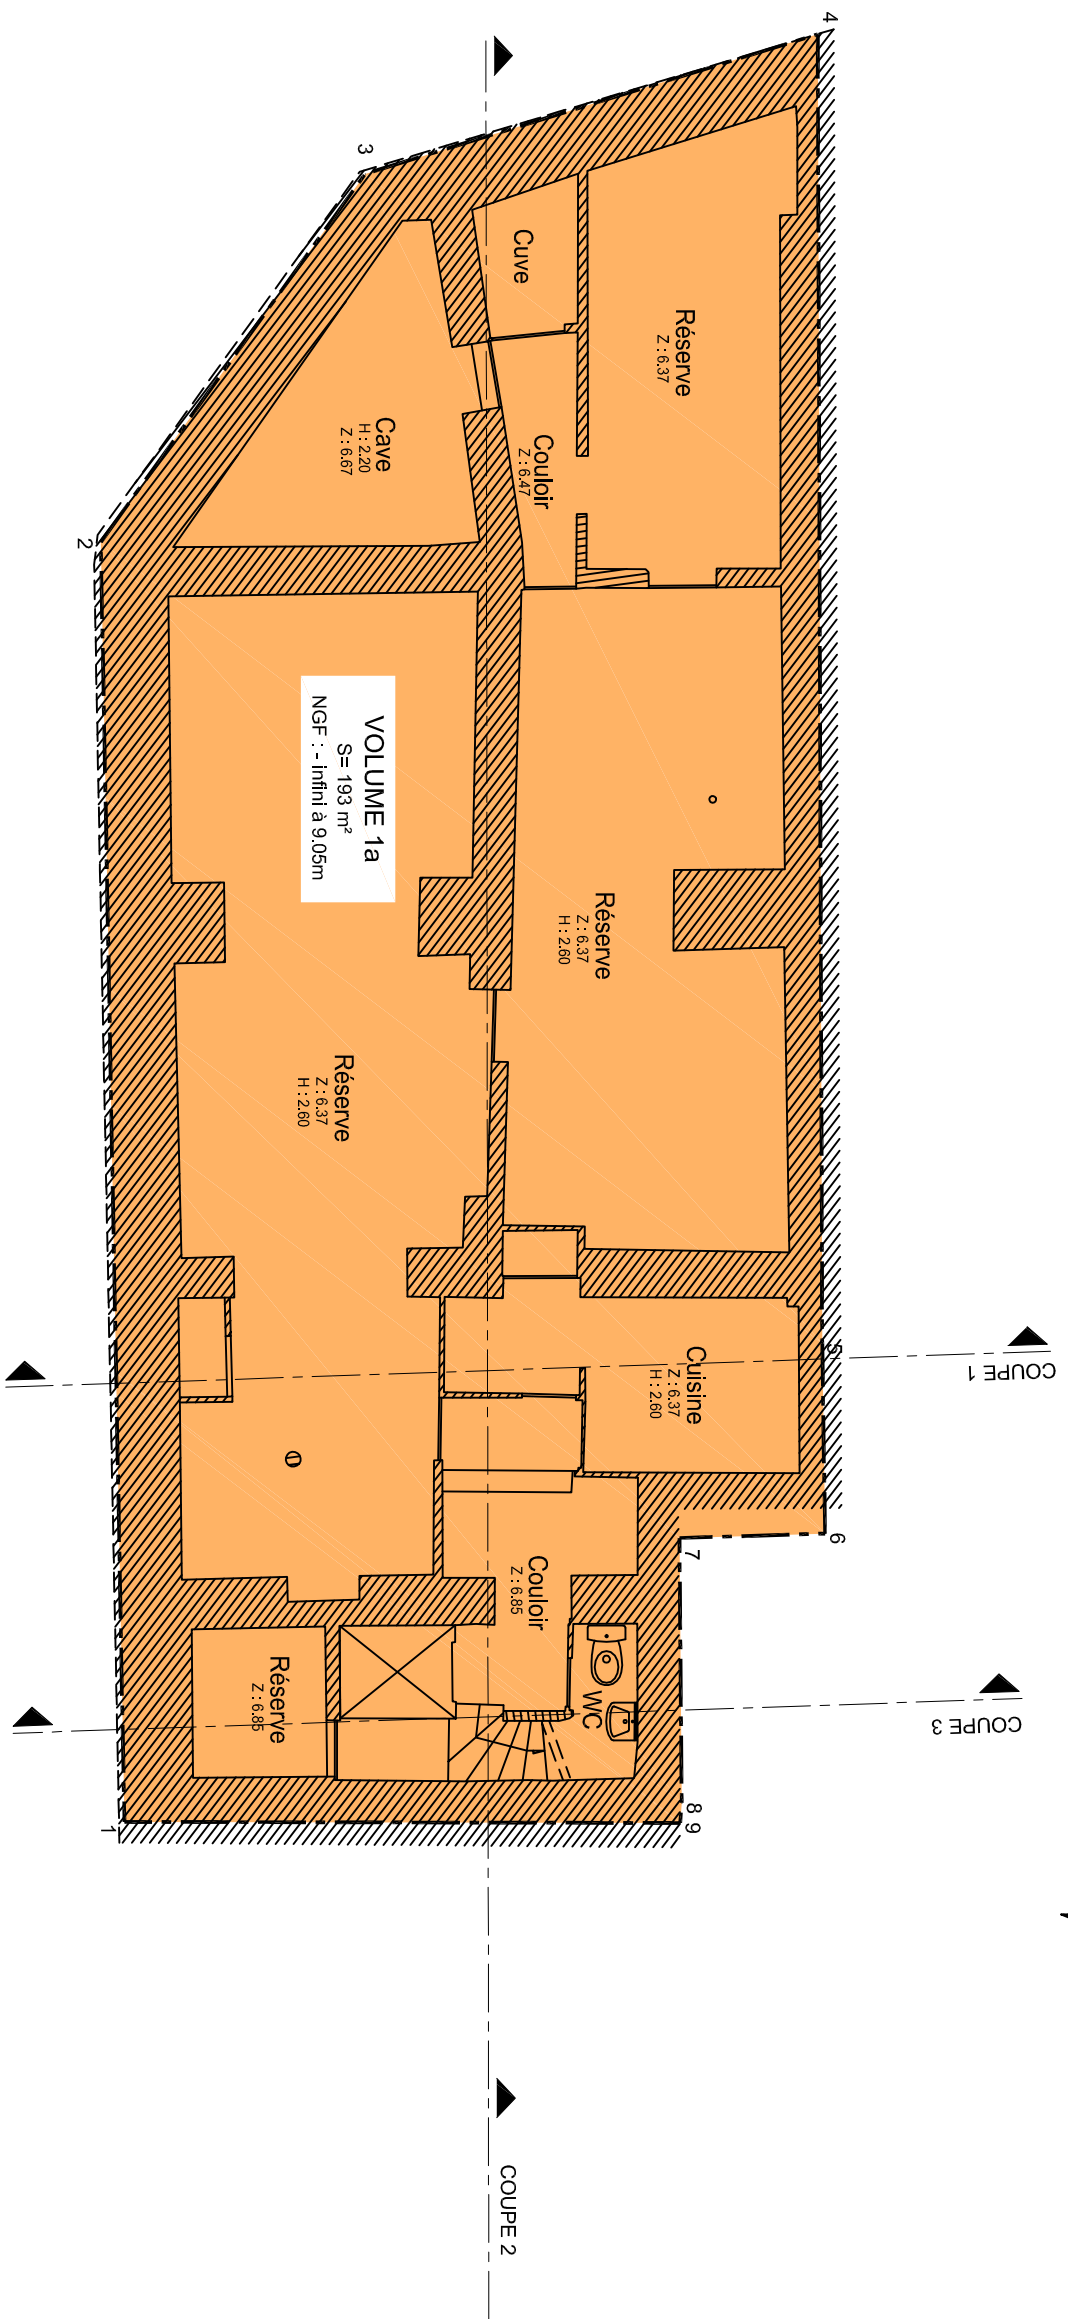 4
3
Cuve
Réserve
Z : 6.37
Cave
H : 2.20
Z : 6.67
Couloir
Z : 6.47
2
VOLUME 1a
S= 193 m²
NGF : - infini à 9.05m
Réserve
Z : 6.37
H : 2.60
Réserve
Z : 6.37
H : 2.60
5
COUPE 1
Cuisine
Z : 6.37
H : 2.60
6
7
Couloir
Z : 6.85
Réserve
Z : 6.85
WC
COUPE 3
8
9
1
COUPE 2